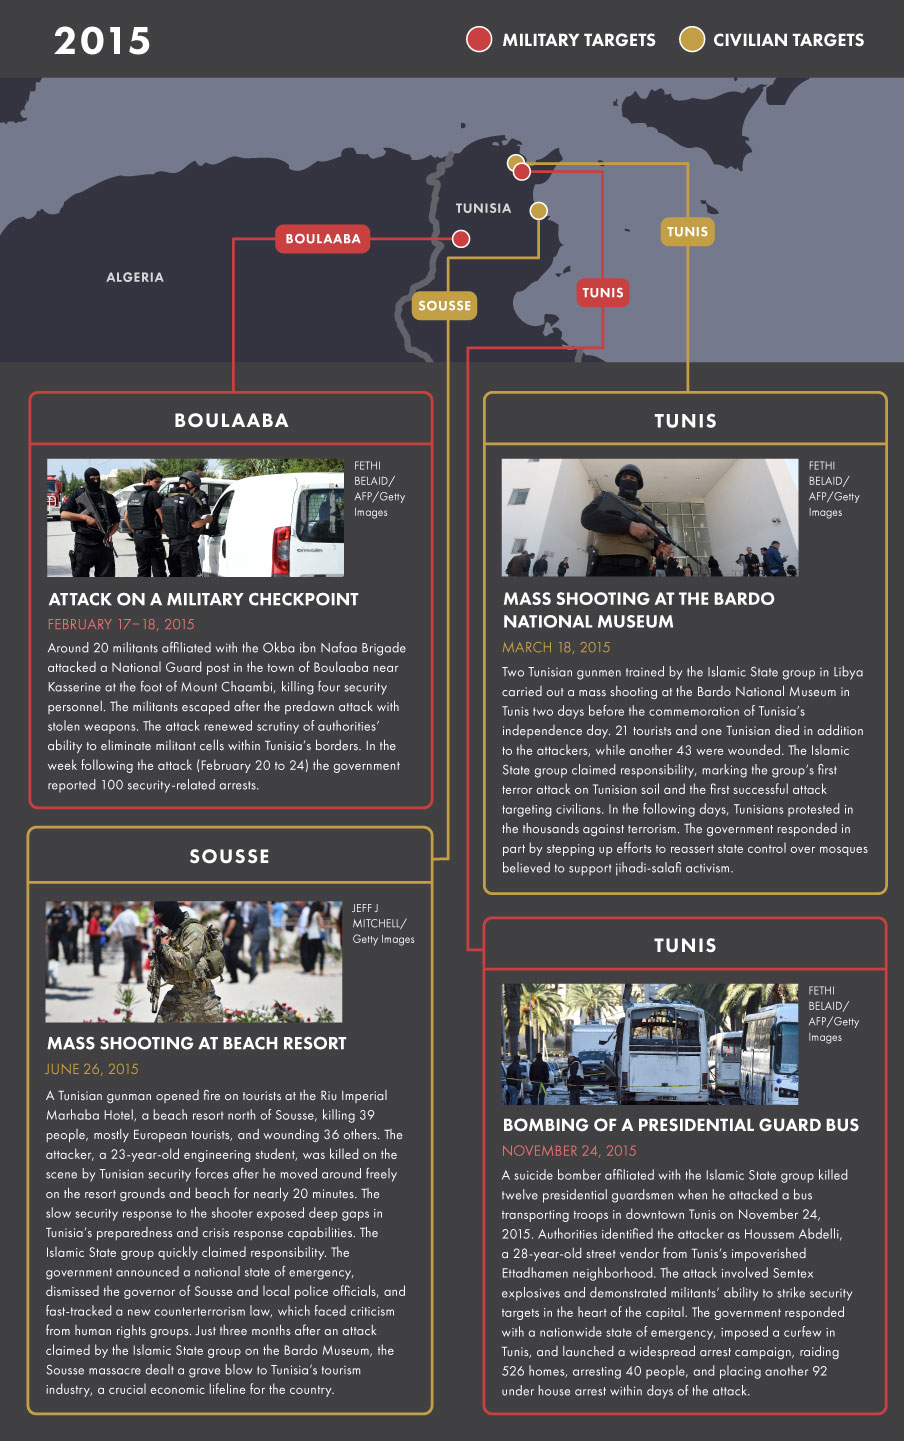 2015
MILITARY TARGETS
CIVILIAN TARGETS
TUNISIA
ALGERIA
BOULAABA
TUNIS
SOUSSE
TUNIS
BOULAABA
FETHI
BELAID/
AFP/Getty
Images
ATTACK ON A MILITARY CHECKPOINT
FEBRUARY 17–18, 2015
Around 20 militants affiliated with the Okba ibn Nafaa Brigade
attacked a National Guard post in the town of Boulaaba near
Kasserine at the foot of Mount Chaambi, killing four security
personnel. The militants escaped after the predawn attack with
stolen weapons. The attack renewed scrutiny of authorities’
ability to eliminate militant cells within Tunisia’s borders. In the
week following the attack (February 20 to 24) the government
reported 100 security-related arrests.
TUNIS
FETHI
BELAID/
AFP/Getty
Images
MASS SHOOTING AT THE BARDO
NATIONAL MUSEUM
MARCH 18, 2015
Two Tunisian gunmen trained by the Islamic State group in Libya
carried out a mass shooting at the Bardo National Museum in
Tunis two days before the commemoration of Tunisia’s
independence day. 21 tourists and one Tunisian died in addition
to the attackers, while another 43 were wounded. The Islamic
State group claimed responsibility, marking the group’s first
terror attack on Tunisian soil and the first successful attack
targeting civilians. In the following days, Tunisians protested in
the thousands against terrorism. The government responded in
part by stepping up efforts to reassert state control over mosques
believed to support jihadi-salafi activism.
SOUSSE
JEFF J
MITCHELL/
Getty Images
MASS SHOOTING AT BEACH RESORT
JUNE 26, 2015
A Tunisian gunman opened fire on tourists at the Riu Imperial
Marhaba Hotel, a beach resort north of Sousse, killing 39
people, mostly European tourists, and wounding 36 others. The
attacker, a 23-year-old engineering student, was killed on the
scene by Tunisian security forces after he moved around freely
on the resort grounds and beach for nearly 20 minutes. The
slow security response to the shooter exposed deep gaps in
Tunisia’s preparedness and crisis response capabilities. The
Islamic State group quickly claimed responsibility. The
government announced a national state of emergency,
dismissed the governor of Sousse and local police officials, and
fast-tracked a new counterterrorism law, which faced criticism
from human rights groups. Just three months after an attack
claimed by the Islamic State group on the Bardo Museum, the
Sousse massacre dealt a grave blow to Tunisia’s tourism
industry, a crucial economic lifeline for the country.
TUNIS
FETHI
BELAID/
AFP/Getty
Images
BOMBING OF A PRESIDENTIAL GUARD BUS
NOVEMBER 24, 2015
A suicide bomber affiliated with the Islamic State group killed
twelve presidential guardsmen when he attacked a bus
transporting troops in downtown Tunis on November 24,
2015. Authorities identified the attacker as Houssem Abdelli,
a 28-year-old street vendor from Tunis’s impoverished
Ettadhamen neighborhood. The attack involved Semtex
explosives and demonstrated militants’ ability to strike security
targets in the heart of the capital. The government responded
with a nationwide state of emergency, imposed a curfew in
Tunis, and launched a widespread arrest campaign, raiding
526 homes, arresting 40 people, and placing another 92
under house arrest within days of the attack.